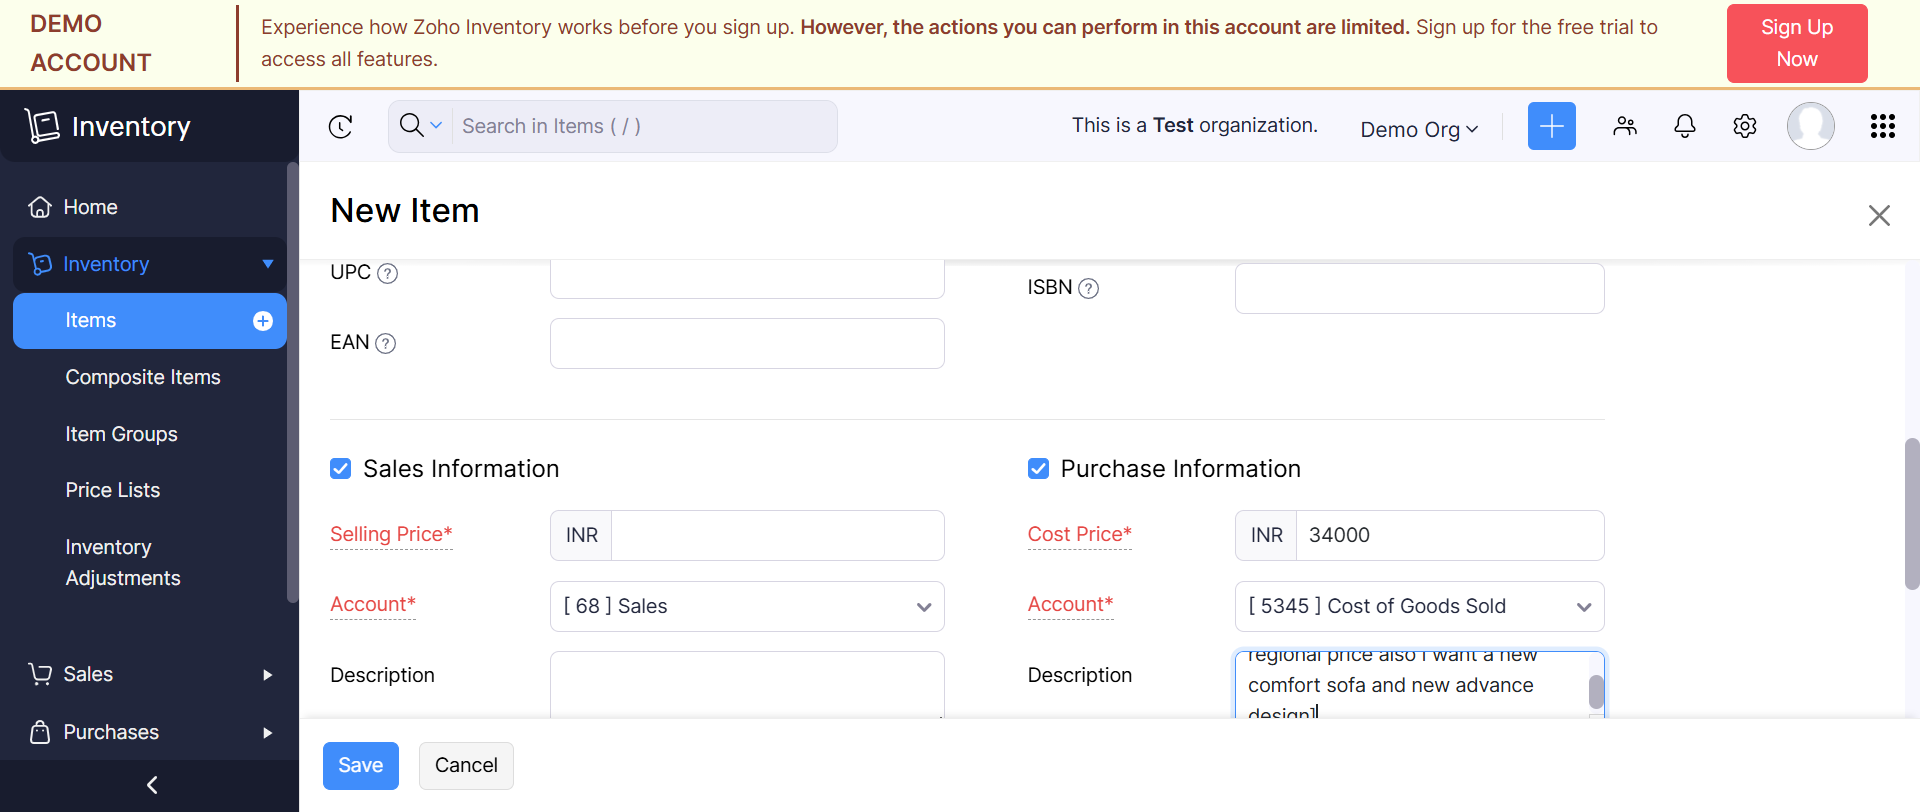 DEMO
ACCOUNT
Experience how Zoho Inventory works before you sign up. However, the actions you can perform in this account are limited. Sign up for the free trial to
access all features.
Sign Up
Now
Inventory
Search in Items ( / )
This is a Test organization.
Demo Org
Home
Inventory
Items
Composite Items
Item Groups
Price Lists
Inventory
Adjustments
Sales
Purchases
New Item
UPC
ISBN
EAN
Sales Information
Purchase Information
Selling Price*
INR
Cost Price*
INR
34000
Account*
[ 68 ] Sales
Account*
[ 5345 ] Cost of Goods Sold
Description
Description
regional price also i want a new
comfort sofa and new advance
design]
Save
Cancel